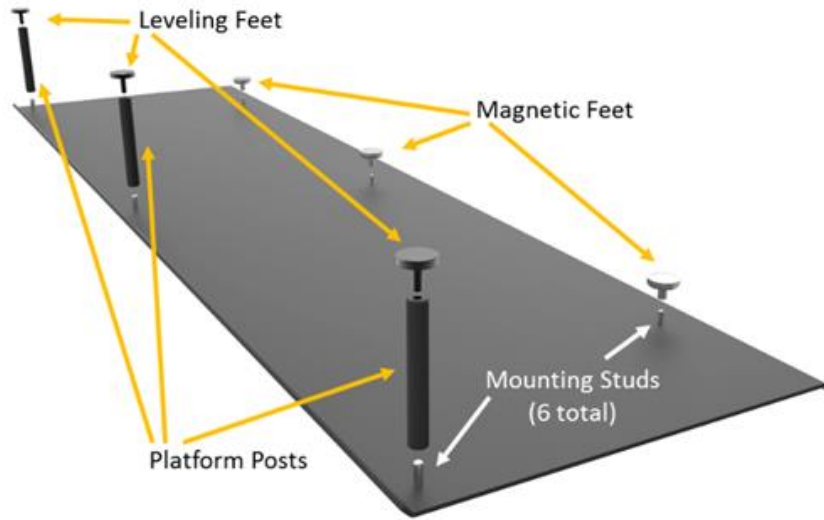 Leveling Feet
Magnetic Feet
Mounting Studs
(6 total)
Platform Posts